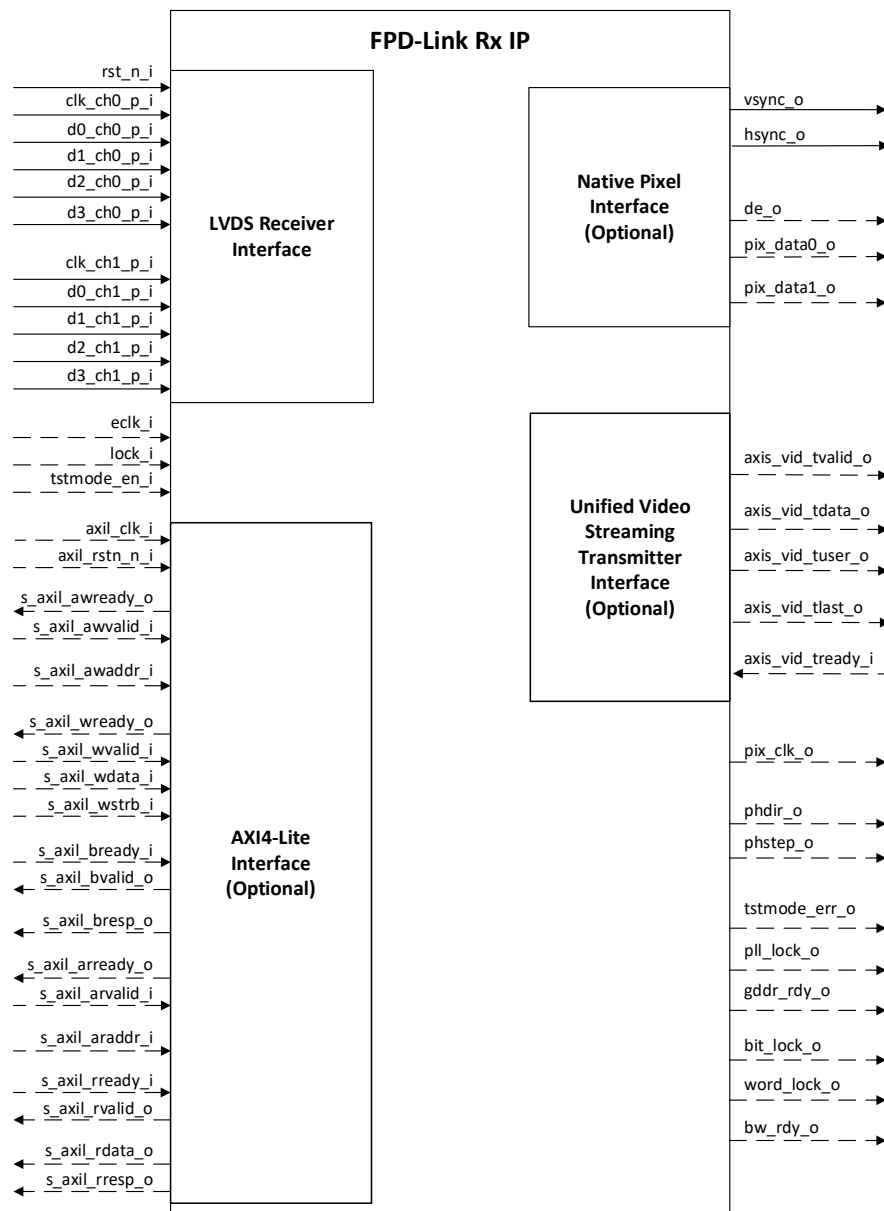 FPD-Link Rx IP
rst_n_i
clk_ch0_p_i
d0_ch0_p_i
d1_ch0_p_i
d2_ch0_p_i
d3_ch0_p_i
clk_ch1_p_i
d0_ch1_p_i
d1_ch1_p_i
d2_ch1_p_i
d3_ch1_p_i
LVDS Receiver
Interface
eclk_i
lock_i
tstmode_en_i
axil_clk_i
axil_rstn_n_i
s_axil_awready_o
s_axil_awvalid_i
s_axil_awaddr_i
s_axil_wready_o
s_axil_wvalid_i
s_axil_wdata_i
s_axil_wstrb_i
s_axil_bready_i
s_axil_bvalid_o
s_axil_bresp_o
s_axil_arready_o
s_axil_arvalid_i
s_axil_araddr_i
s_axil_rready_i
s_axil_rvalid_o
s_axil_rdata_o
s_axil_rresp_o
AXI4-Lite
Interface
(Optional)
Native Pixel
Interface
(Optional)
vsync_o
hsync_o
de_o
pix_data0_o
pix_data1_o
Unified Video
Streaming
Transmitter
Interface
(Optional)
axis_vid_tvalid_o
axis_vid_tdata_o
axis_vid_tuser_o
axis_vid_tlast_o
axis_vid_tready_i
pix_clk_o
phdir_o
phstep_o
tstmode_err_o
pll_lock_o
gddr_rdy_o
bit_lock_o
word_lock_o
bw_rdy_o